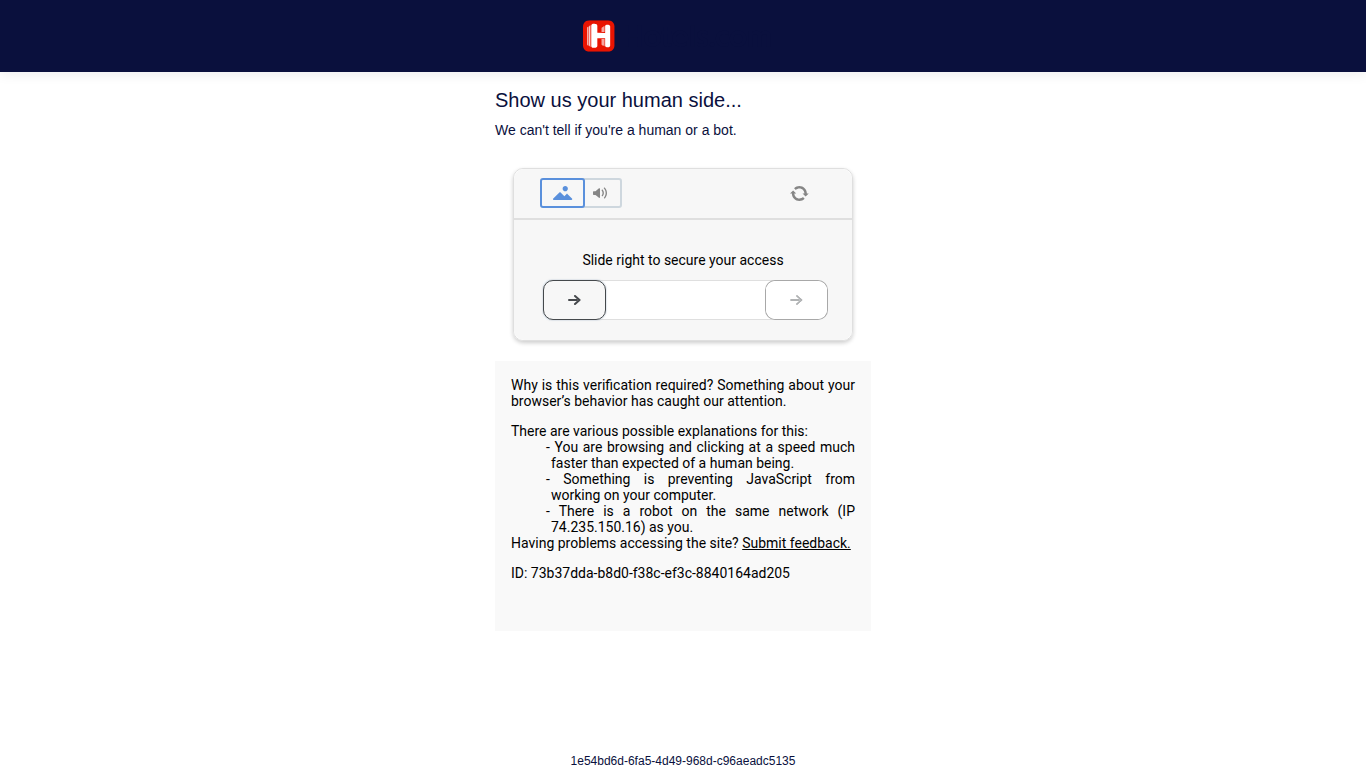 H
Show us your human side...
We can't tell if you're a human or a bot.
Slide right to secure your access
Why is this verification required? Something about your
browser's behavior has caught our attention.
There are various possible explanations for this:
- You are browsing and clicking at a speed much
faster than expected of a human being.
- Something is preventing JavaScript from
working on your computer.
- There is a robot on the same network (IP
74.235.150.16) as you.
Having problems accessing the site? Submit feedback.
ID: 73b37dda-b8d0-f38c-ef3c-8840164ad205
1e54bd6d-6fa5-4d49-968d-c96aeadc5135